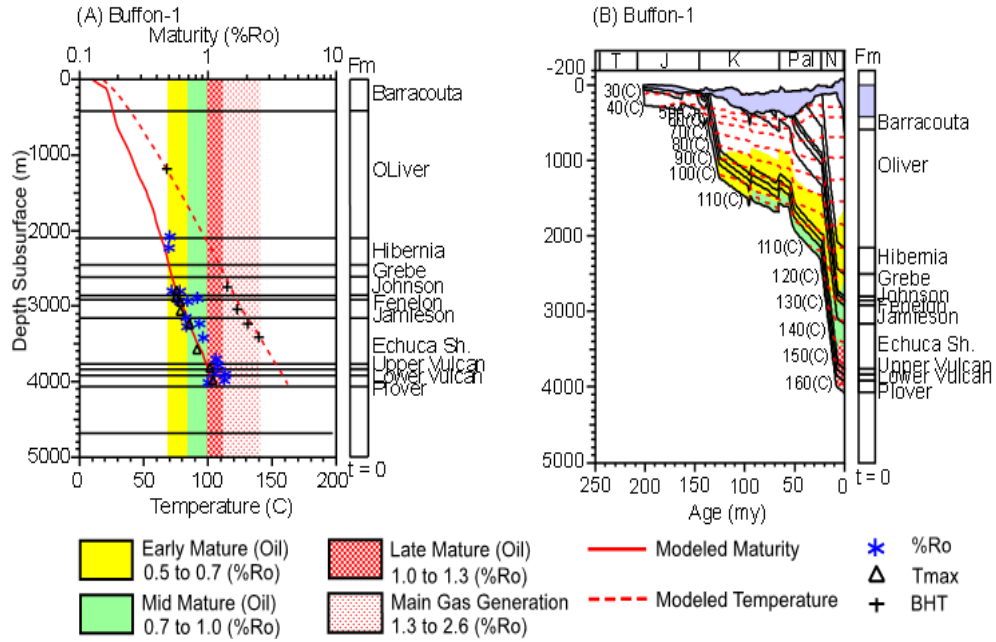 (A) Buffon-1
Maturity (%Ro)
0.1 1 10
Fm
0
1000
2000
3000
4000
5000
Depth Subsurface (m)
Barracouta
OLiver
Hibernia
Grebe
Johnson
Fenelon
Jamieson
Echuca Sh.
Upper Vulcan
Lower Vulcan
Plover
t = 0
0 50 100 150 200
Temperature (C)
(B) Buffon-1
T J K Pal N
Fm
-200
0
1000
2000
3000
4000
5000
30(C)
40(C)
50(C)
60(C)
70(C)
80(C)
90(C)
100(C)
110(C)
110(C)
120(C)
130(C)
140(C)
150(C)
160(C)
Barracouta
Oliver
Hibernia
Grebe
Johnson
Fenelon
Jamieson
Echuca Sh.
Upper Vulcan
Lower Vulcan
Plover
t = 0
250 200 150 100 50 0
Age (my)
Early Mature (Oil)
0.5 to 0.7 (%Ro)
Mid Mature (Oil)
0.7 to 1.0 (%Ro)
Late Mature (Oil)
1.0 to 1.3 (%Ro)
Main Gas Generation
1.3 to 2.6 (%Ro)
Modeled Maturity
Modeled Temperature
%Ro
Tmax
BHT